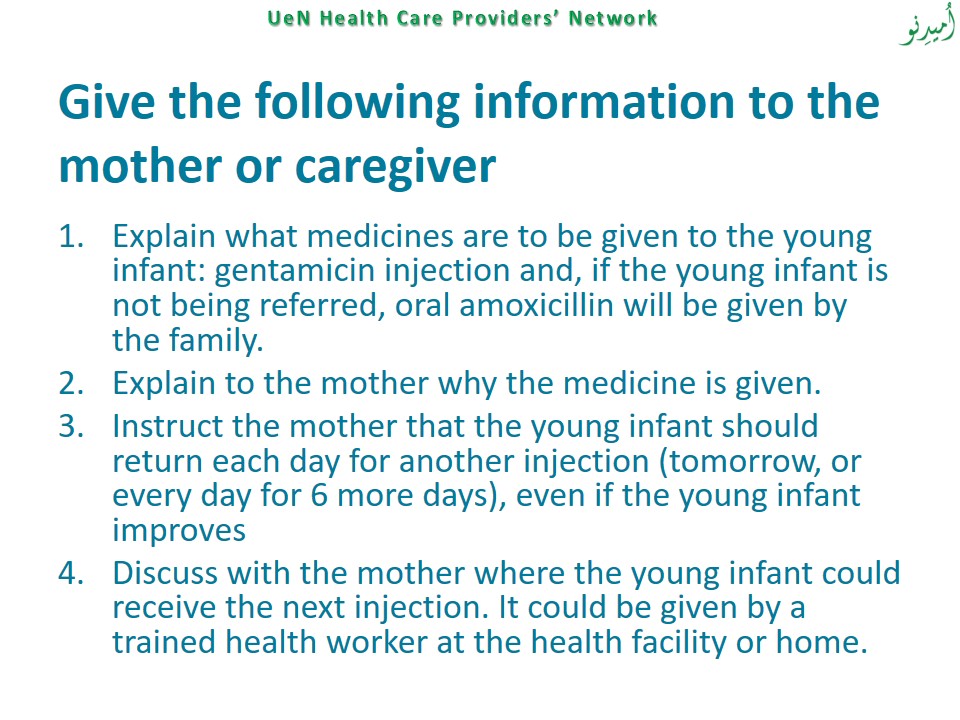 UeN Health Care Providers’ Network
اُمیدِنو
Give the following information to the
mother or caregiver
1. Explain what medicines are to be given to the young
infant: gentamicin injection and, if the young infant is
not being referred, oral amoxicillin will be given by
the family.
2. Explain to the mother why the medicine is given.
3. Instruct the mother that the young infant should
return each day for another injection (tomorrow, or
every day for 6 more days), even if the young infant
improves
4. Discuss with the mother where the young infant could
receive the next injection. It could be given by a
trained health worker at the health facility or home.